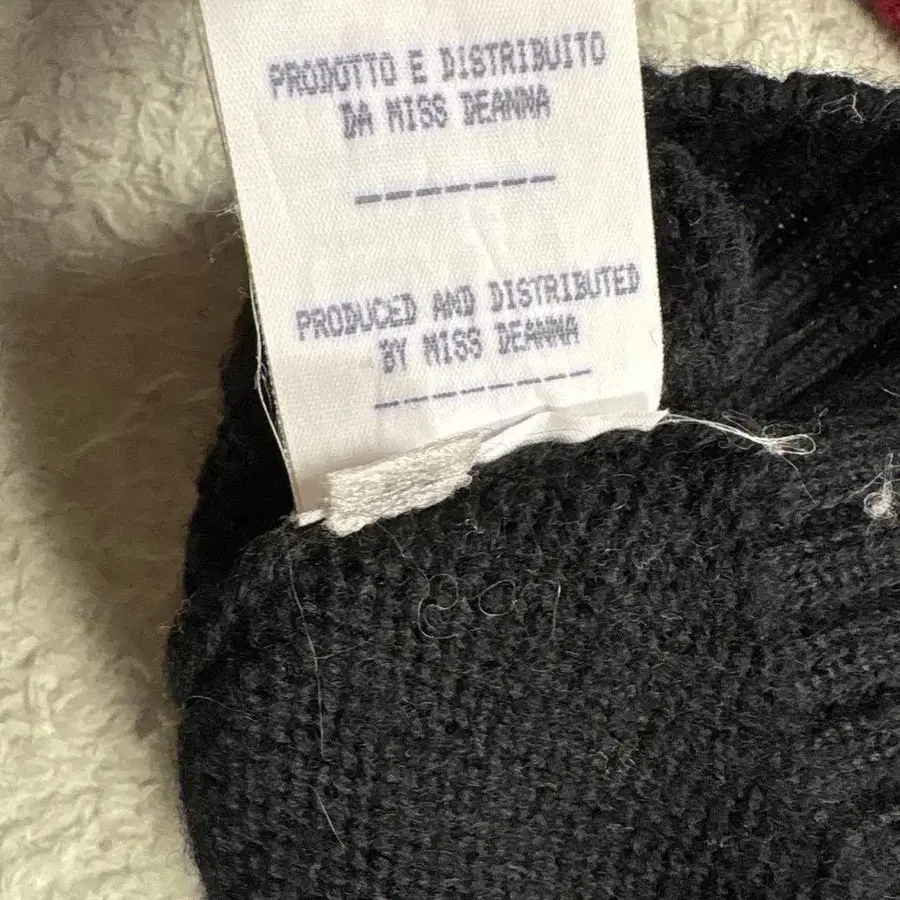 PRODOTTO E DISTRIBUITO
DA MISS DEANNA
--------
PRODUCED AND DISTRIBUTED
BY MISS DEANNA
---------